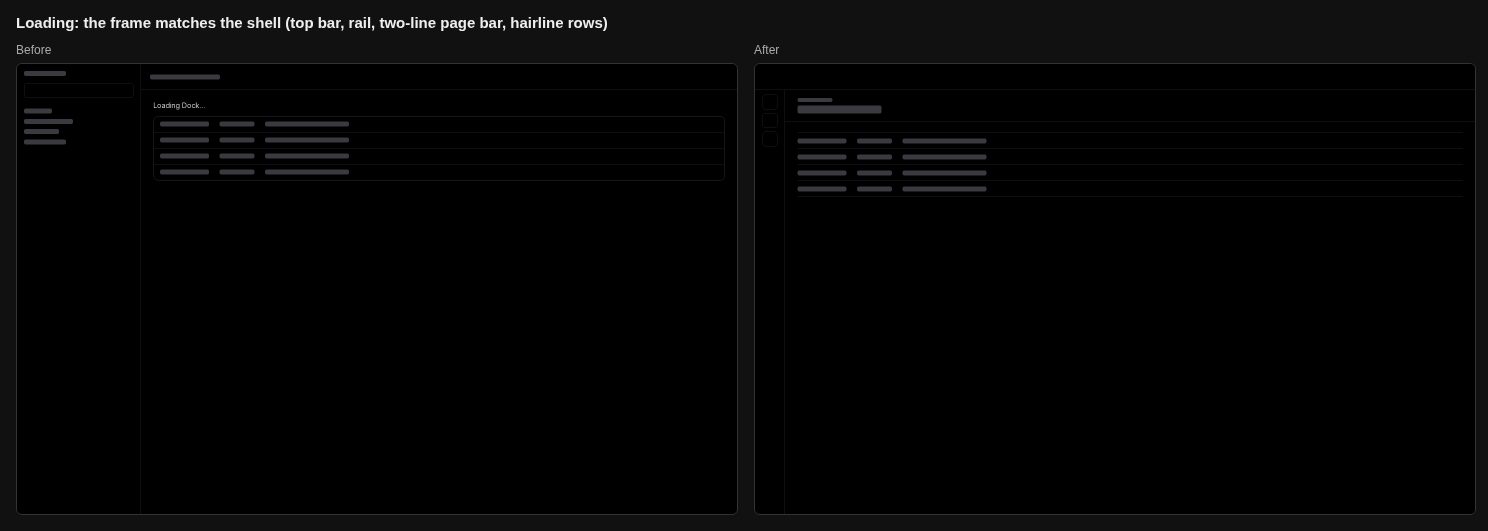 Loading: the frame matches the shell (top bar, rail, two-line page bar, hairline rows)
Before
After
Loading Dock...